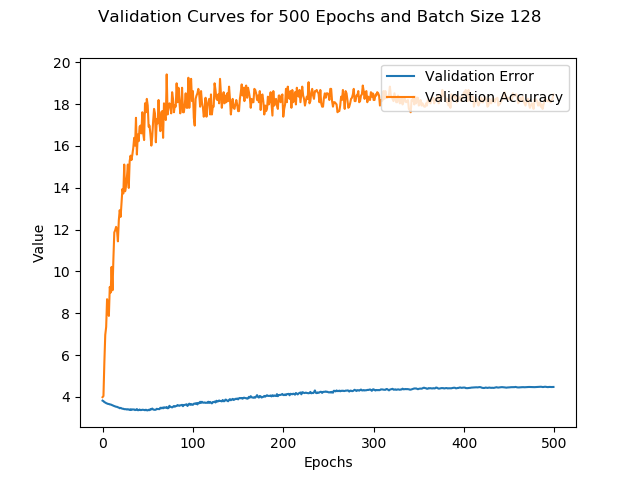 Validation Curves for 500 Epochs and Batch Size 128
20
18
16
14
12
10
8
6
4
Value
Validation Error
Validation Accuracy
0 100 200 300 400 500
Epochs